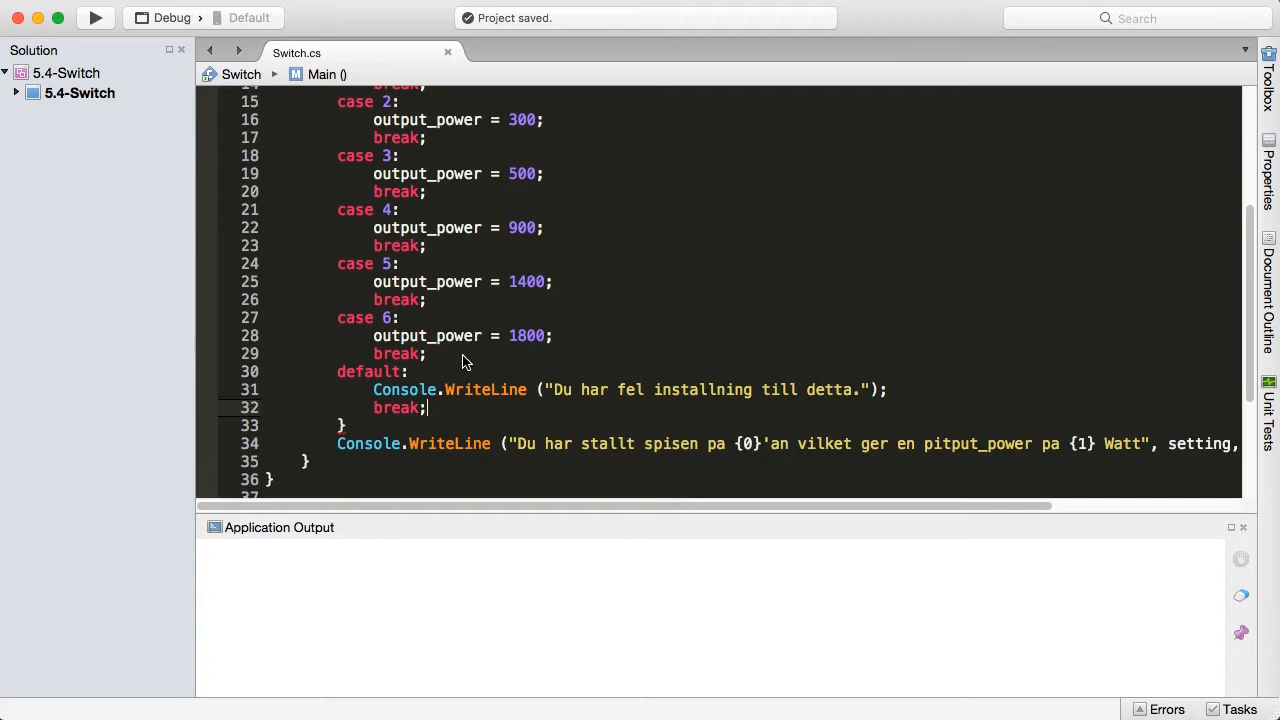 Debug > Default
Project saved.
Search
Solution
Switch.cs
5.4-Switch
Switch
Main ()
5.4-Switch
14 break;
15 case 2:
16 output_power = 300;
17 break;
18 case 3:
19 output_power = 500;
20 break;
21 case 4:
22 output_power = 900;
23 break;
24 case 5:
25 output_power = 1400;
26 break;
27 case 6:
28 output_power = 1800;
29 break;
30 default:
31 Console.WriteLine ("Du har fel installning till detta.");
32 break;
33 }
34 Console.WriteLine ("Du har stallt spisen pa {0}'an vilket ger en pitput_power pa {1} Watt", setting,
35 }
36 }
37
Application Output
Toolbox
Properties
Document Outline
Unit Tests
Errors
Tasks